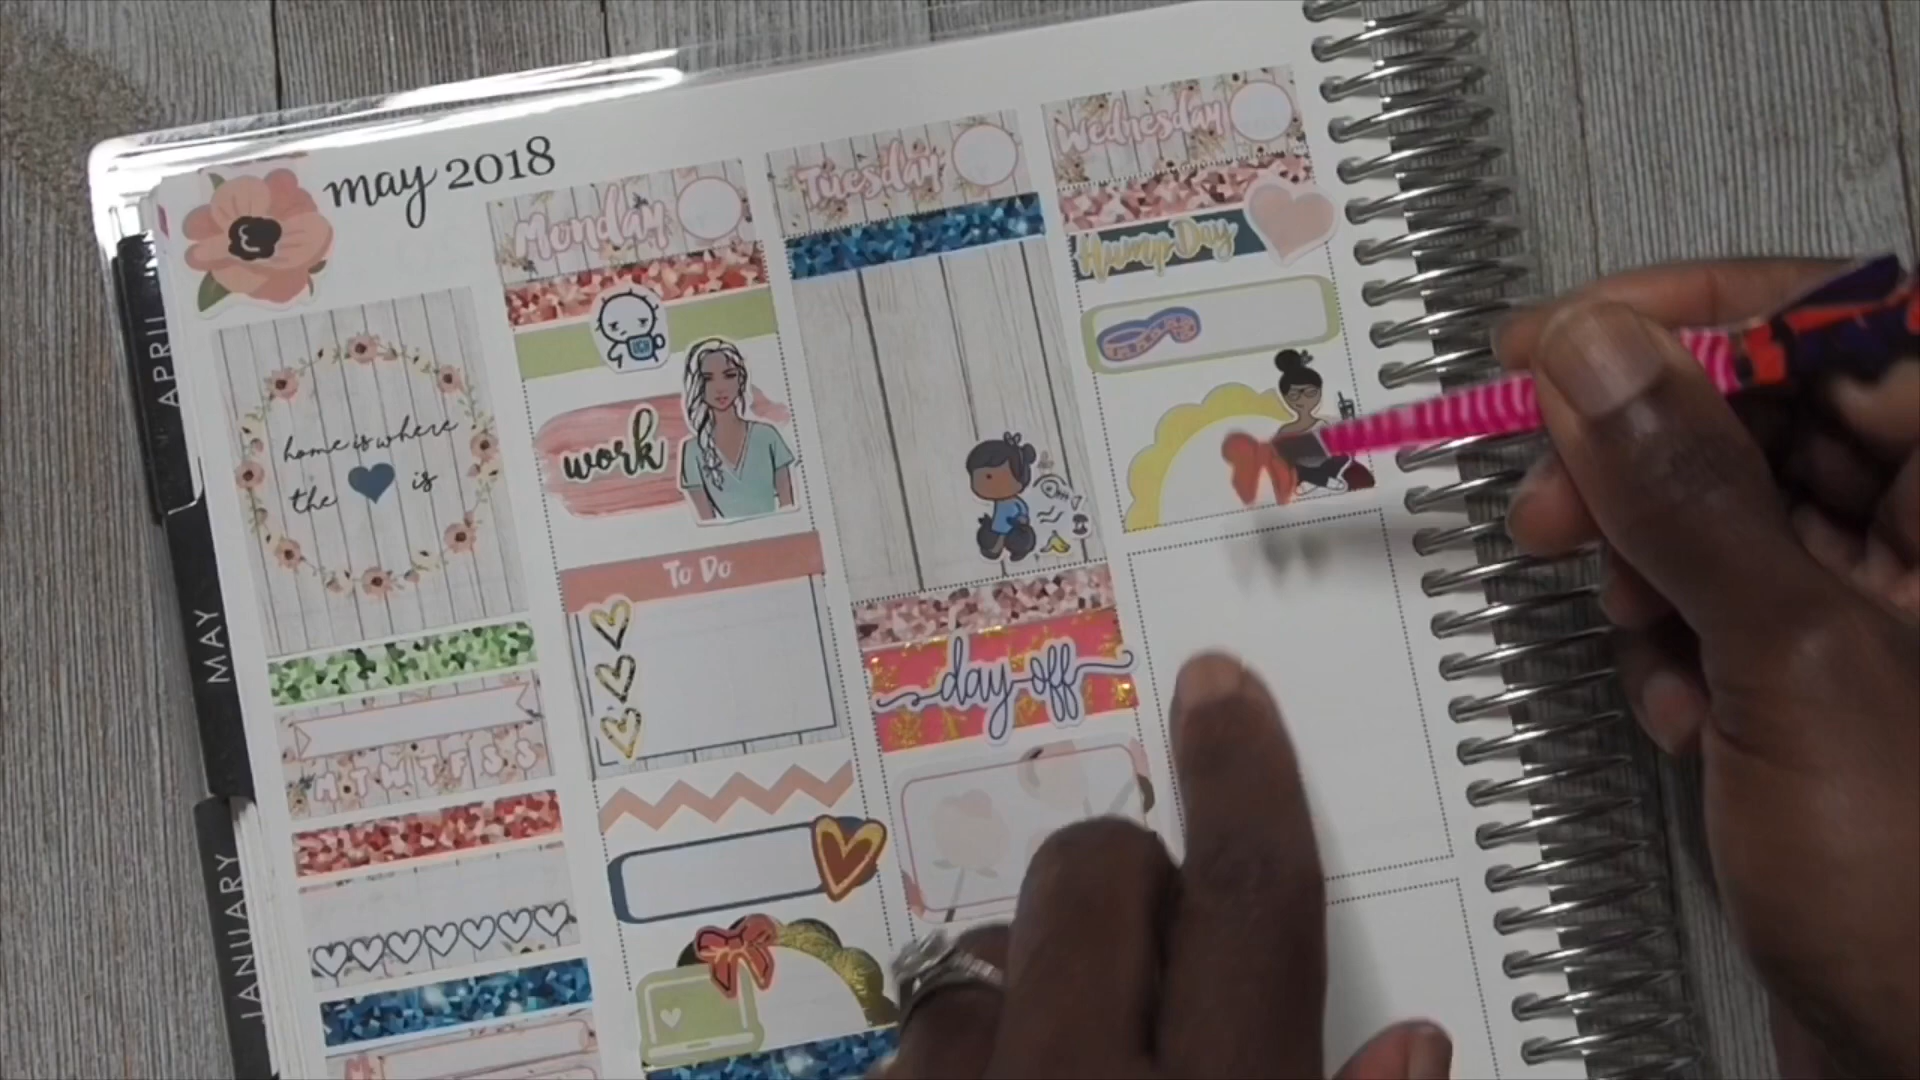 may 2018
Monday
Tuesday
Wednesday
Hump Day
home is where
the is
UGH
work
To Do
day off
M T W T F S S
APRIL
MAY
JANUARY